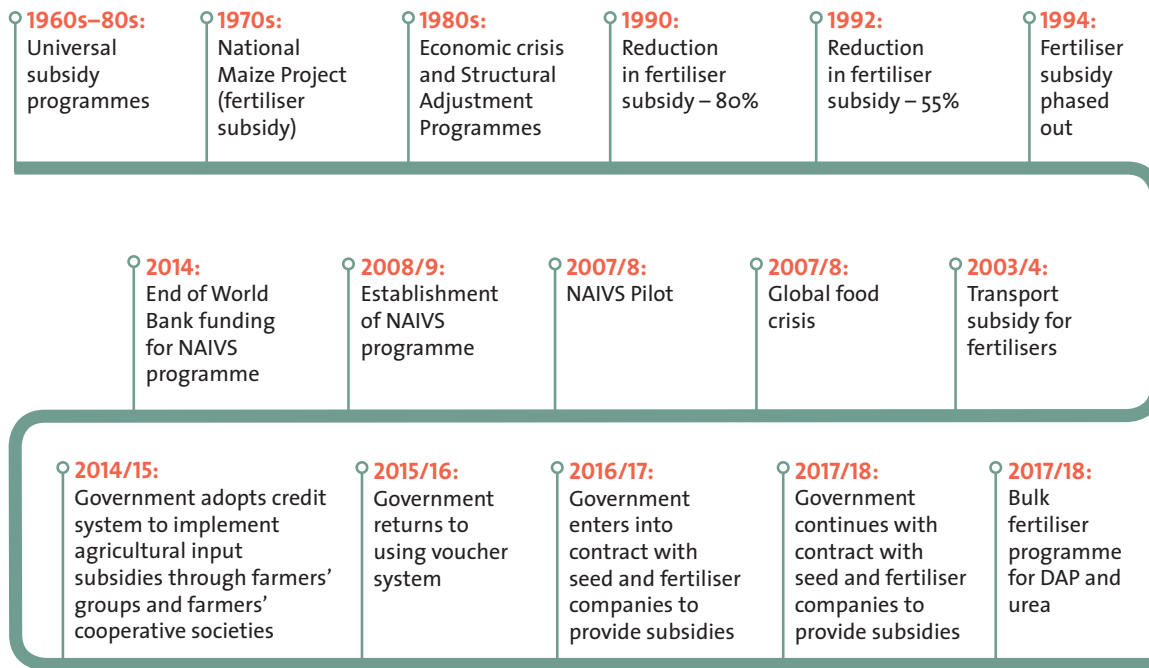 1960s–80s:
Universal
subsidy
programmes
1970s:
National
Maize Project
(fertiliser
subsidy)
1980s:
Economic crisis
and Structural
Adjustment
Programmes
1990:
Reduction
in fertiliser
subsidy – 80%
1992:
Reduction
in fertiliser
subsidy – 55%
1994:
Fertiliser
subsidy
phased
out
2014:
End of World
Bank funding
for NAIVS
programme
2008/9:
Establishment
of NAIVS
programme
2007/8:
NAIVS Pilot
2007/8:
Global food
crisis
2003/4:
Transport
subsidy for
fertilisers
2014/15:
Government adopts credit
system to implement
agricultural input
subsidies through farmers’
groups and farmers’
cooperative societies
2015/16:
Government
returns to
using voucher
system
2016/17:
Government
enters into
contract with
seed and fertiliser
companies to
provide subsidies
2017/18:
Government
continues with
contract with
seed and fertiliser
companies to
provide subsidies
2017/18:
Bulk
fertiliser
programme
for DAP and
urea